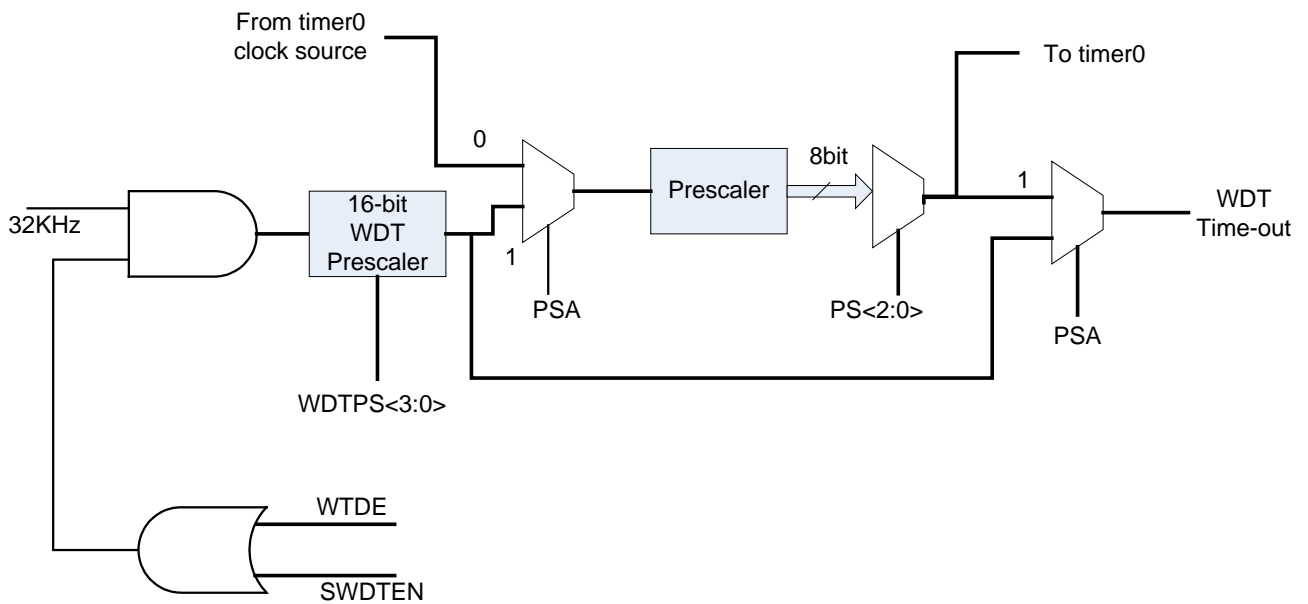 From timer0
clock source
To timer0
0
8bit
1
Prescaler
32KHz
16-bit
WDT
Prescaler
WDT
Time-out
1
PSA
PS<2:0>
PSA
WDTPS<3:0>
WTDE
SWDTEN